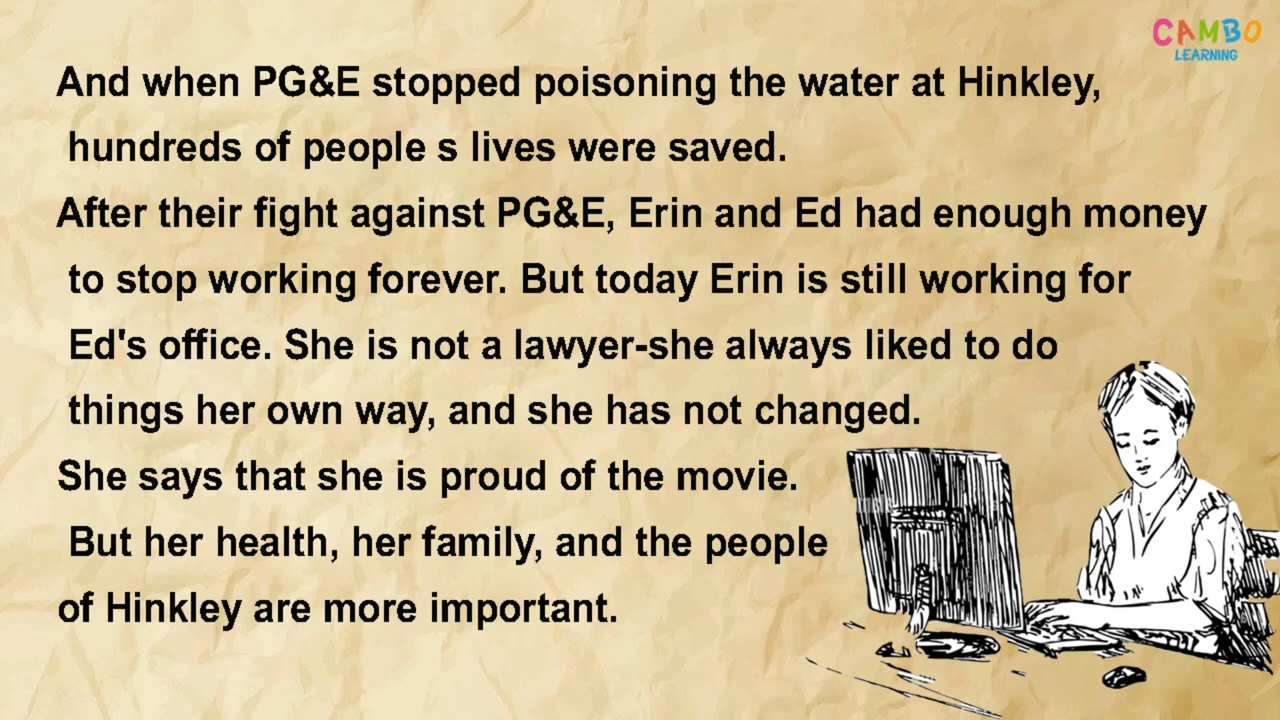 CAMBO
LEARNING
And when PG&E stopped poisoning the water at Hinkley,
hundreds of people s lives were saved.
After their fight against PG&E, Erin and Ed had enough money
to stop working forever. But today Erin is still working for
Ed's office. She is not a lawyer-she always liked to do
things her own way, and she has not changed.
She says that she is proud of the movie.
But her health, her family, and the people
of Hinkley are more important.